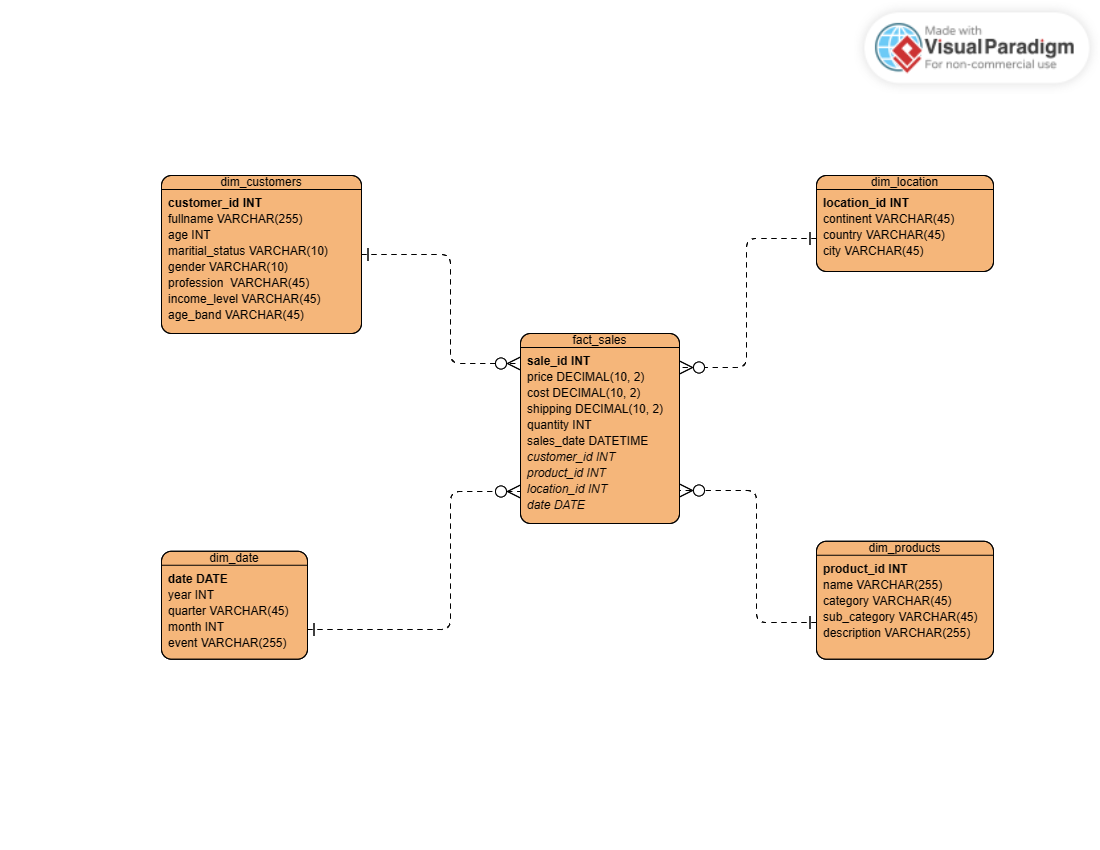 Made with
Visual Paradigm
For non-commercial use
dim_customers
customer_id INT
fullname VARCHAR(255)
age INT
maritial_status VARCHAR(10)
gender VARCHAR(10)
profession  VARCHAR(45)
income_level VARCHAR(45)
age_band VARCHAR(45)
dim_location
location_id INT
continent VARCHAR(45)
country VARCHAR(45)
city VARCHAR(45)
fact_sales
sale_id INT
price DECIMAL(10, 2)
cost DECIMAL(10, 2)
shipping DECIMAL(10, 2)
quantity INT
sales_date DATETIME
customer_id INT
product_id INT
location_id INT
date DATE
dim_date
date DATE
year INT
quarter VARCHAR(45)
month INT
event VARCHAR(255)
dim_products
product_id INT
name VARCHAR(255)
category VARCHAR(45)
sub_category VARCHAR(45)
description VARCHAR(255)